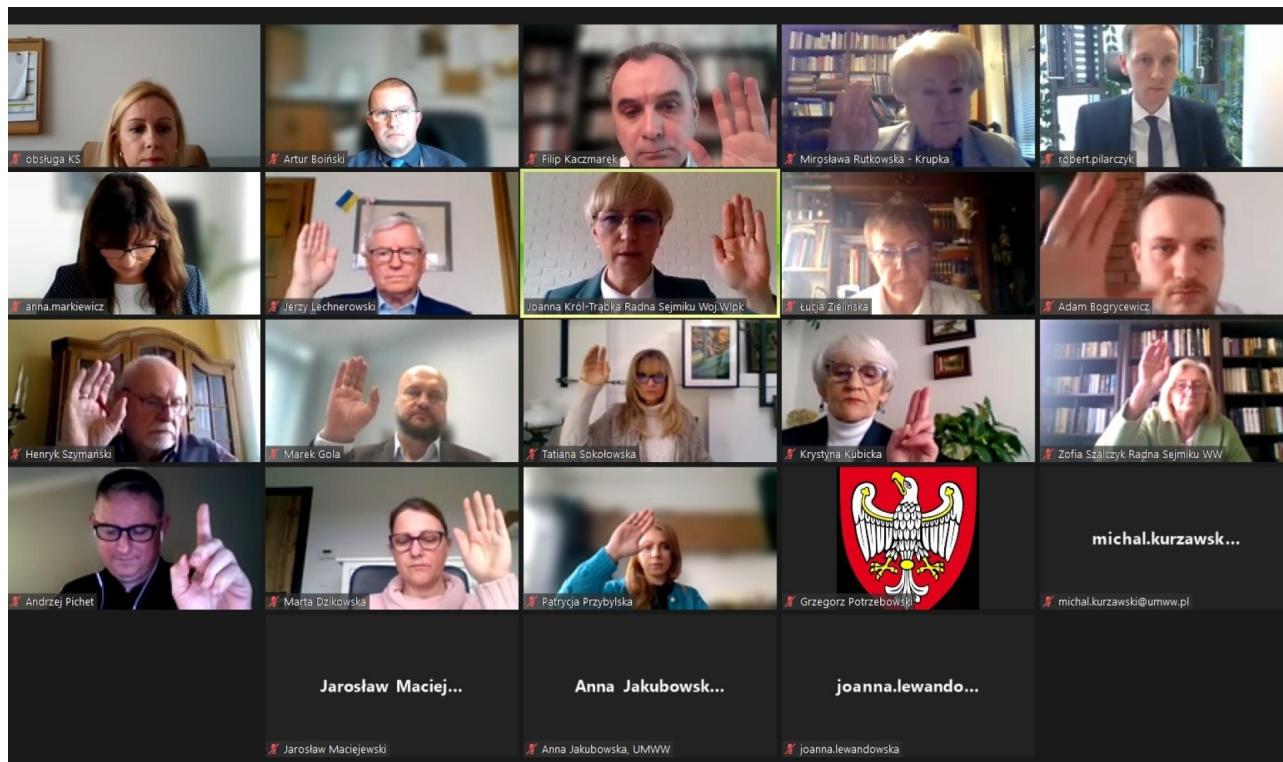 obsługa KS
Artur Boiński
Filip Kaczmarek
Mirosława Rutkowska - Krupka
robert.pilarczyk
anna.markiewicz
Jerzy Lechnerowski
Joanna Król-Trąbka Radna Sejmiku Woj.Wlpk
Łucja Zielińska
Adam Bogrycewicz
Henryk Szymański
Marek Gola
Tatiana Sokołowska
Krystyna Kubicka
Zofia Szalczyk Radna Sejmiku WW
Andrzej Pichet
Marta Dzikowska
Patrycja Przybylska
Grzegorz Potrzebowski
michal.kurzawsk...
michal.kurzawski@umww.pl
Jarosław Maciej...
Jarosław Maciejewski
Anna Jakubowsk...
Anna Jakubowska, UMWW
joanna.lewando...
joanna.lewandowska